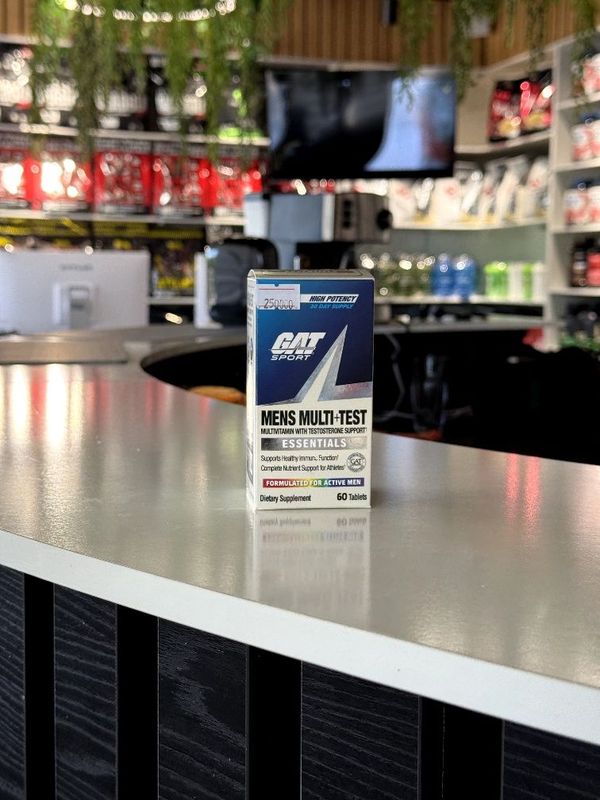 250000
HIGH POTENCY
30 DAY SUPPLY
GAT
SPORT
MENS MULTI+TEST
MULTIVITAMIN WITH TESTOSTERONE SUPPORT
ESSENTIALS
Supports Healthy Immune Function
Complete Nutrient Support for Athletes
FORMULATED FOR ACTIVE MEN
Dietary Supplement 60 Tablets